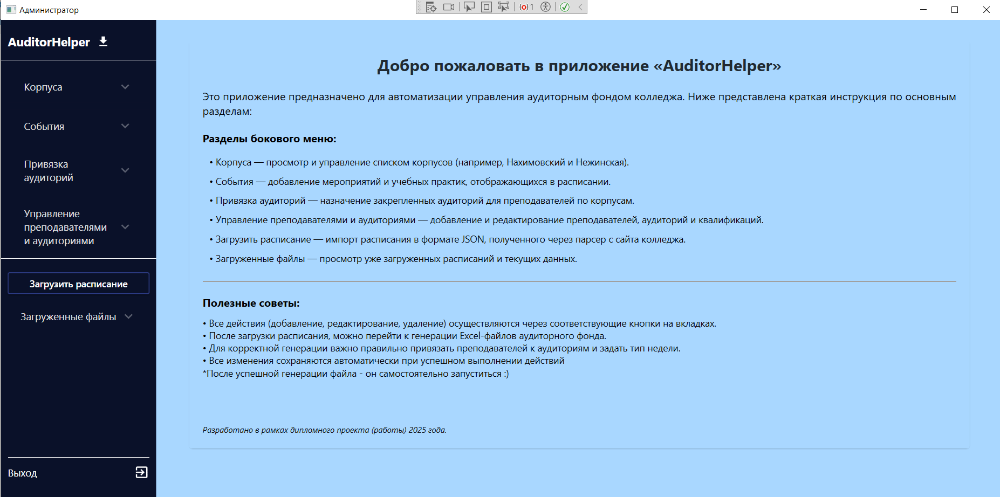 Администратор
1
AuditorHelper
Корпуса
События
Привязка
аудиторий
Управление
преподавателями
и аудиториями
Загрузить расписание
Загруженные файлы
Выход
Добро пожаловать в приложение «AuditorHelper»
Это приложение предназначено для автоматизации управления аудиторным фондом колледжа. Ниже представлена краткая инструкция по основным
разделам:
Разделы бокового меню:
• Корпуса — просмотр и управление списком корпусов (например, Нахимовский и Нежинская).
• События — добавление мероприятий и учебных практик, отображающихся в расписании.
• Привязка аудиторий — назначение закрепленных аудиторий для преподавателей по корпусам.
• Управление преподавателями и аудиториями — добавление и редактирование преподавателей, аудиторий и квалификаций.
• Загрузить расписание — импорт расписания в формате JSON, полученного через парсер с сайта колледжа.
• Загруженные файлы — просмотр уже загруженных расписаний и текущих данных.
Полезные советы:
• Все действия (добавление, редактирование, удаление) осуществляются через соответствующие кнопки на вкладках.
• После загрузки расписания, можно перейти к генерации Excel-файлов аудиторного фонда.
• Для корректной генерации важно правильно привязать преподавателей к аудиториям и задать тип недели.
• Все изменения сохраняются автоматически при успешном выполнении действий
*После успешной генерации файла - он самостоятельно запуститься :)
Разработано в рамках дипломного проекта (работы) 2025 года.